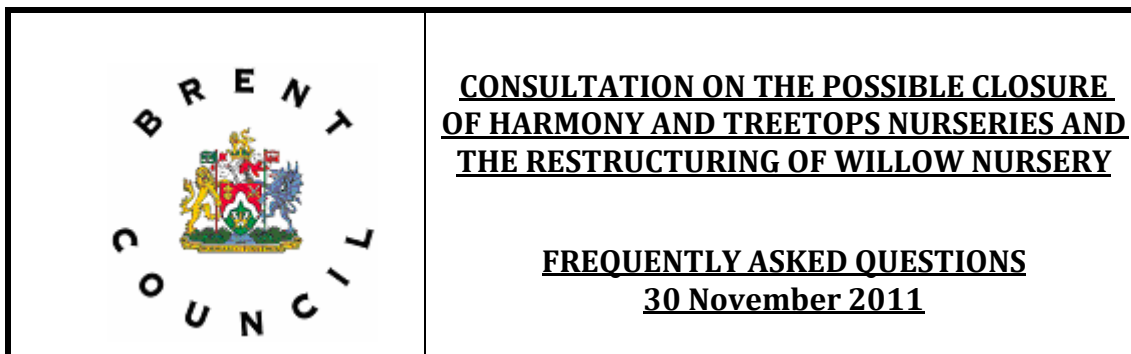 BRENT
COUNCIL
CONSULTATION ON THE POSSIBLE CLOSURE
OF HARMONY AND TREETOPS NURSERIES AND
THE RESTRUCTURING OF WILLOW NURSERY
FREQUENTLY ASKED QUESTIONS
30 November 2011